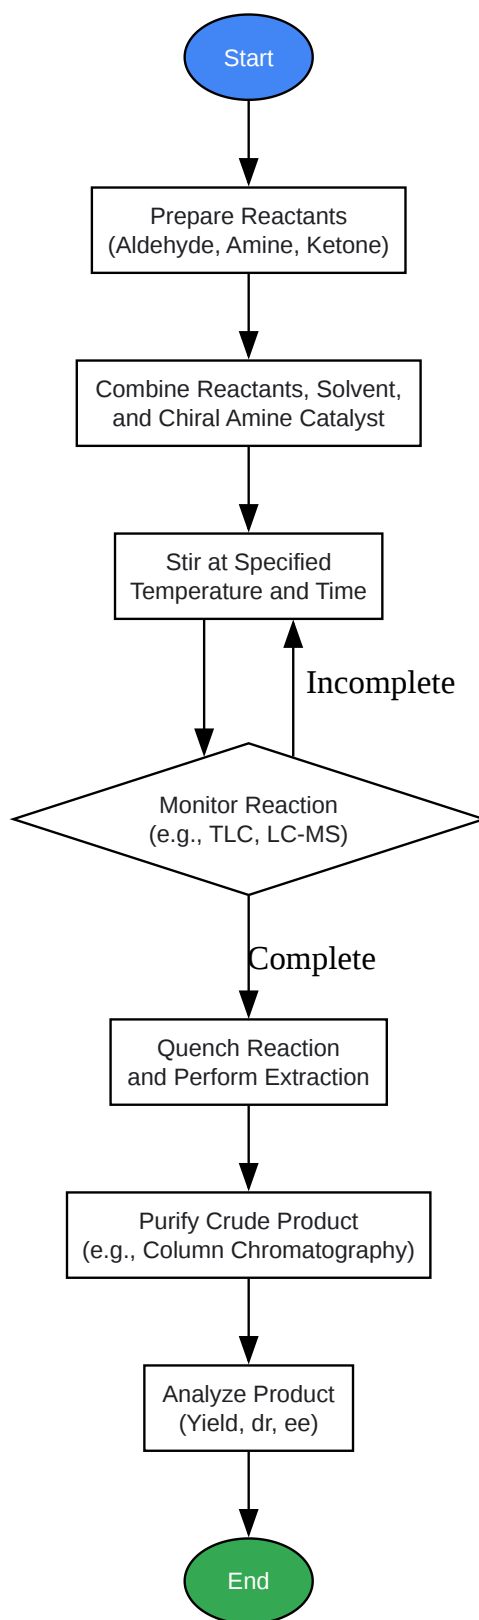 Start
Prepare Reactants
(Aldehyde, Amine, Ketone)
Combine Reactants, Solvent,
and Chiral Amine Catalyst
Stir at Specified
Temperature and Time
Incomplete
Monitor Reaction
(e.g., TLC, LC-MS)
Complete
Quench Reaction
and Perform Extraction
Purify Crude Product
(e.g., Column Chromatography)
Analyze Product
(Yield, dr, ee)
End